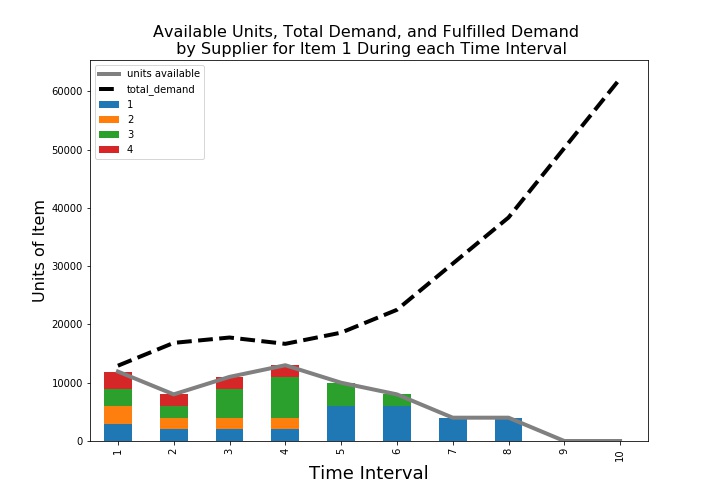 Available Units, Total Demand, and Fulfilled Demand
by Supplier for Item 1 During each Time Interval
units available
total_demand
1
2
3
4
60000
50000
40000
30000
20000
10000
0
Units of Item
1 2 3 4 5 6 7 8 9 10
Time Interval